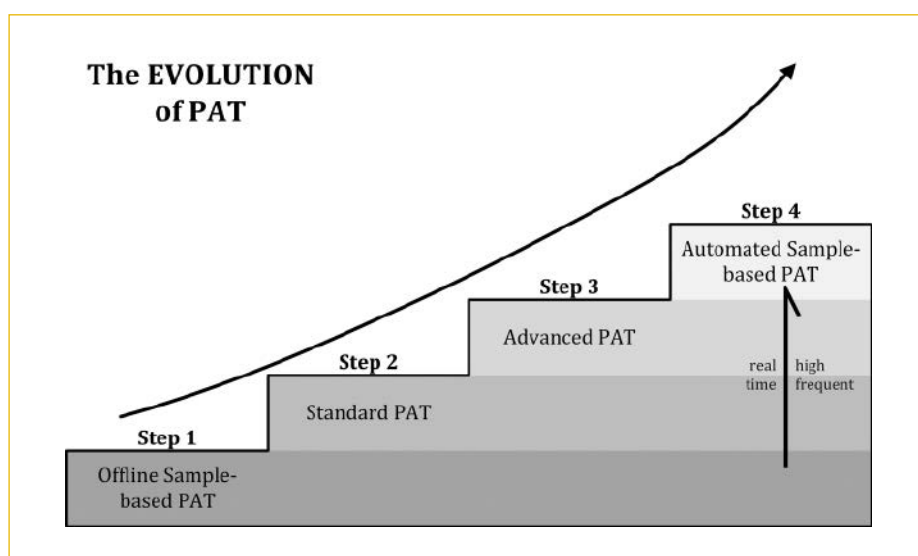 The EVOLUTION
of PAT
Step 4
Automated Sample-
based PAT
Step 3
Advanced PAT
real high
time frequent
Step 2
Standard PAT
Step 1
Offline Sample-
based PAT